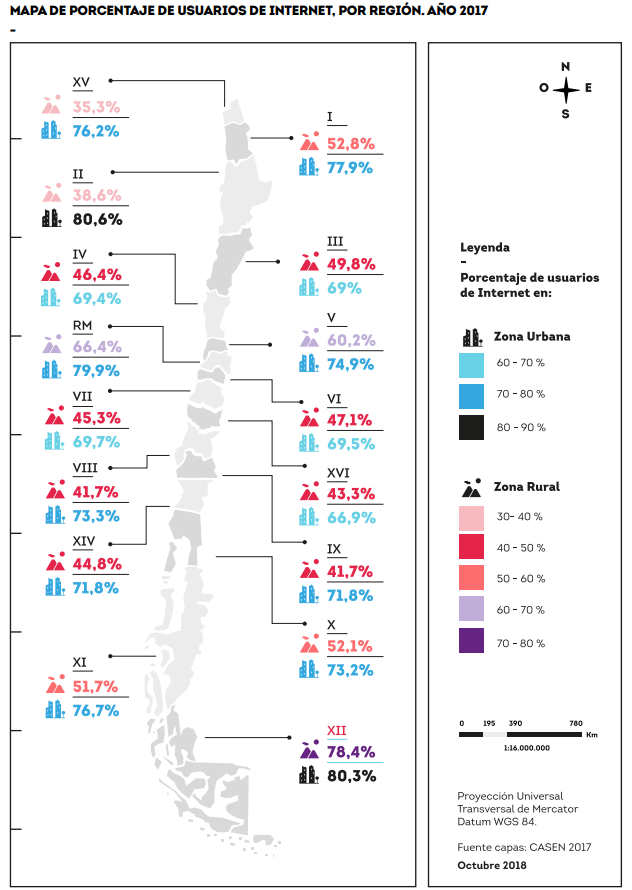 MAPA DE PORCENTAJE DE USUARIOS DE INTERNET, POR REGIÓN. AÑO 2017
–
XV
35,3%
76,2%
I
52,8%
77,9%
II
38,6%
80,6%
III
49,8%
69%
IV
46,4%
69,4%
V
60,2%
74,9%
RM
66,4%
79,9%
VI
47,1%
69,5%
VII
45,3%
69,7%
XVI
43,3%
66,9%
VIII
41,7%
73,3%
IX
41,7%
71,8%
XIV
44,8%
71,8%
X
52,1%
73,2%
XI
51,7%
76,7%
XII
78,4%
80,3%
N
O E
S
Leyenda
–
Porcentaje de usuarios
de Internet en:
Zona Urbana
60 – 70 %
70 – 80 %
80 – 90 %
Zona Rural
30– 40 %
40 – 50 %
50 – 60 %
60 – 70 %
70 – 80 %
0 195 390 780 Km
1:16.000.000
Proyección Universal
Transversal de Mercator
Datum WGS 84.
Fuente capas: CASEN 2017
Octubre 2018